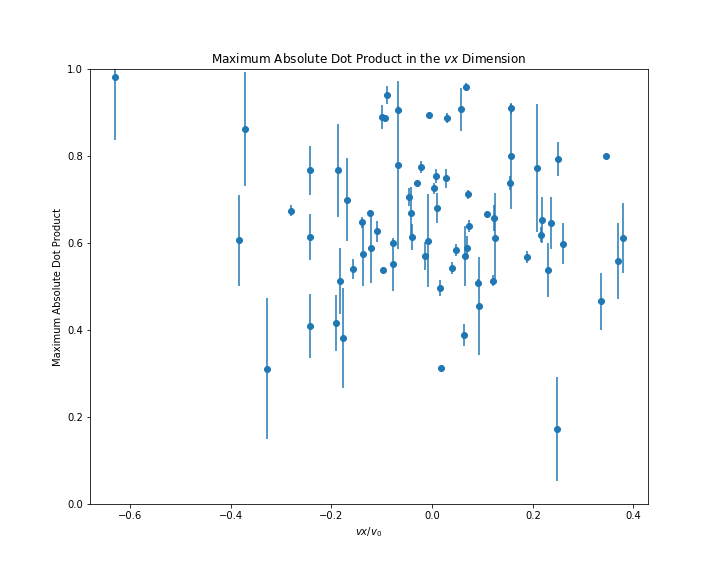 Maximum Absolute Dot Product in the vx Dimension
Maximum Absolute Dot Product
1.0
0.8
0.6
0.4
0.2
0.0
−0.6 −0.4 −0.2 0.0 0.2 0.4
vx/v₀